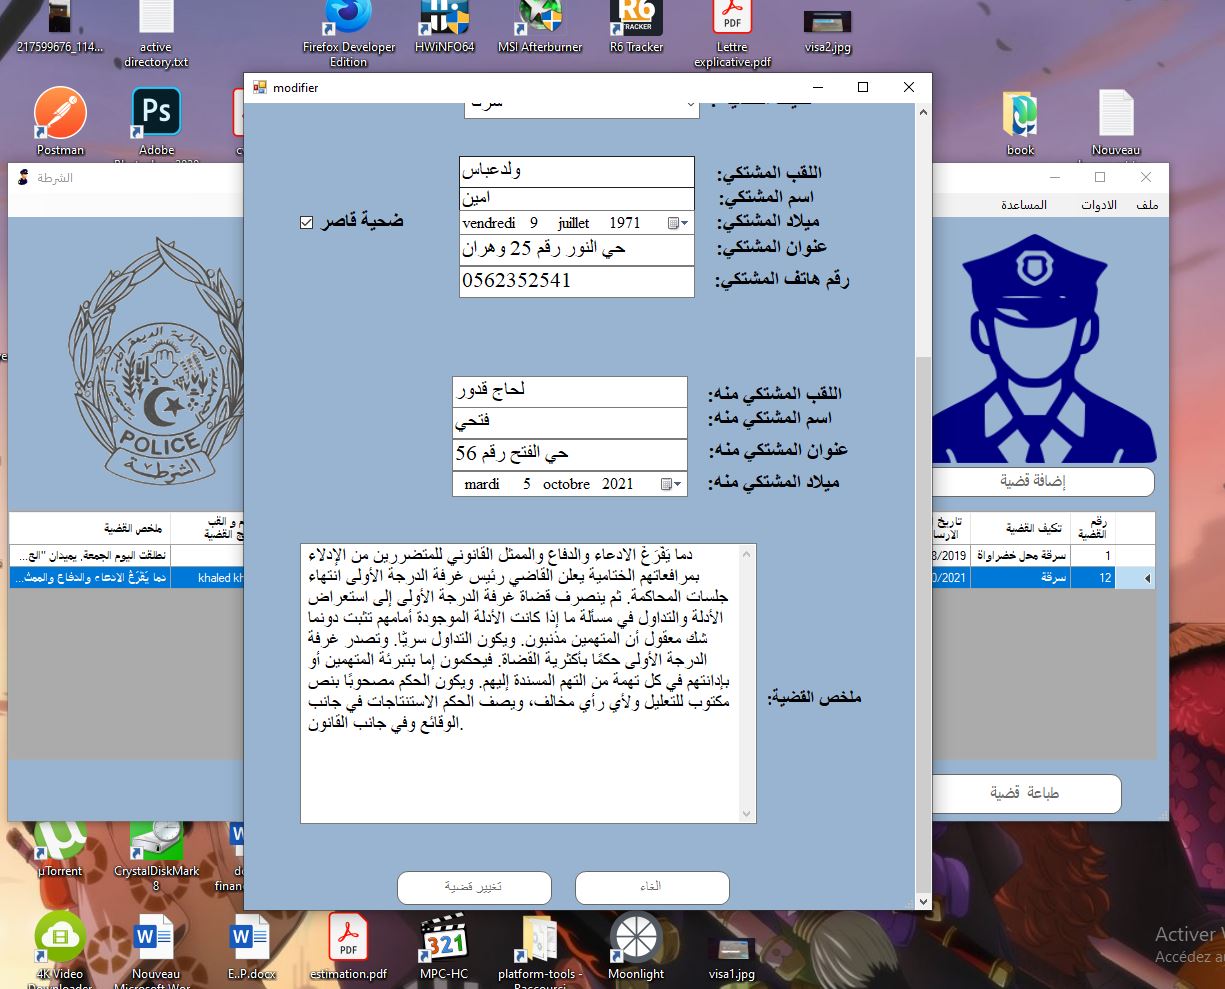 217599676_114...
active
directory.txt
Firefox Developer
Edition
HWiNFO64
MSI Afterburner
R6
TRACKER
R6 Tracker
PDF
Lettre
explicative.pdf
visa2.jpg
Postman
Ps
Adobe
book
Nouveau
modifier
الشرطة
ملف
الادوات
المساعدة
اللقب المشتكي:
ولدعباس
اسم المشتكي:
امين
ميلاد المشتكي:
vendredi 9 juillet 1971
ضحية قاصر
عنوان المشتكي:
حي النور رقم 25 وهران
رقم هاتف المشتكي:
0562352541
اللقب المشتكي منه:
لحاج قدور
اسم المشتكي منه:
فتحي
عنوان المشتكي منه:
حي الفتح رقم 56
ميلاد المشتكي منه:
mardi 5 octobre 2021
ملخص القضية:
دما يَفْرَغْ الادعاء والدفاع والممثل القانوني للمتضررين من الإدلاء
بمرافعاتهم الختامية يعلن القاضي رئيس غرفة الدرجة الأولى انتهاء
جلسات المحاكمة. ثم ينصرف قضاة غرفة الدرجة الأولى إلى استعراض
الأدلة والتداول في مسألة ما إذا كانت الأدلة الموجودة أمامهم تثبت دونما
شك معقول أن المتهمين مذنبون. ويكون التداول سريًا. وتصدر غرفة
الدرجة الأولى حكمًا بأكثرية القضاة. فيحكمون إما بتبرئة المتهمين أو
بإدانتهم في كل تهمة من التهم المسندة إليهم. ويكون الحكم مصحوبًا بنص
مكتوب للتعليل ولأي رأي مخالف، ويصف الحكم الاستنتاجات في جانب
الوقائع وفي جانب القانون.
تغيير قضية
الغاء
POLICE
الشرطة
إضافة قضية
رقم
القضية
تكيف القضية
تاريخ
الارسا
م و القب
ج القضية
ملخص القضية
1
سرقة محل خضراواة
3/2019
نطلقت اليوم الجمعة، بميدان "الج...
12
سرقة
0/2021
khaled kh
دما يَفْرَغْ الادعاء والدفاع والممث...
طباعة قضية
µTorrent
CrystalDiskMark
8
4K Video
Downloader
Nouveau
Microsoft Wor
E..P.docx
PDF
estimation.pdf
321
MPC-HC
platform-tools -
Raccourci
Moonlight
visa1.jpg
Activer
Accédez